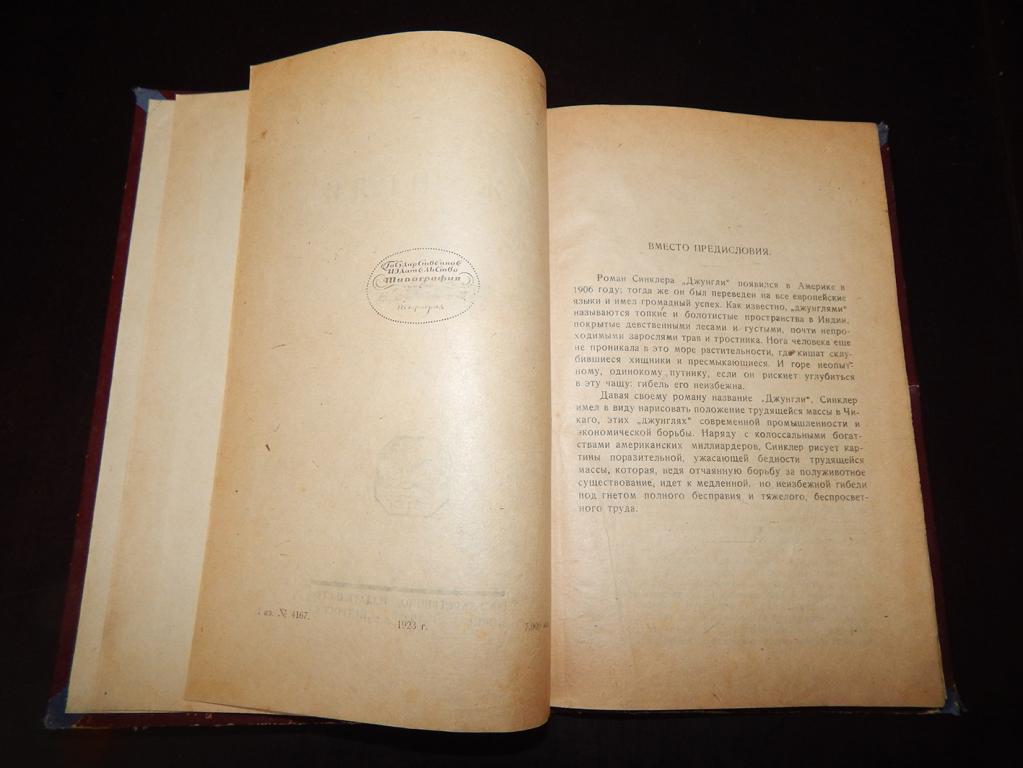 Государственное
Издательство
Типография
Петроград
Гиз. № 4167.
1923 г.
7.000
ВМЕСТО ПРЕДИСЛОВИЯ.
Роман Синклера „Джунгли" появился в Америке в
1906 году; тогда же он был переведен на все европейские
языки и имел громадный успех. Как известно, „джунглями"
называются топкие и болотистые пространства в Индии,
покрытые девственными лесами и густыми, почти непро-
ходимыми зарослями трав и тростника. Нога человека еще
не проникала в это море растительности, где кишат склу-
бившиеся хищники и пресмыкающиеся. И горе неопыт-
ному, одинокому путнику, если он рискнет углубиться
в эту чащу: гибель его неизбежна.
Давая своему роману название „Джунгли", Синклер
имел в виду нарисовать положение трудящейся массы в Чи-
каго, этих „джунглях" современной промышленности и
экономической борьбы. Наряду с колоссальными богат-
ствами американских миллиардеров, Синклер рисует кар-
тины поразительной, ужасающей бедности трудящейся
массы, которая, ведя отчаянную борьбу за полуживотное
существование, идет к медленной, но неизбежной гибели
под гнетом полного бесправия и тяжелого, беспросвет-
ного труда.